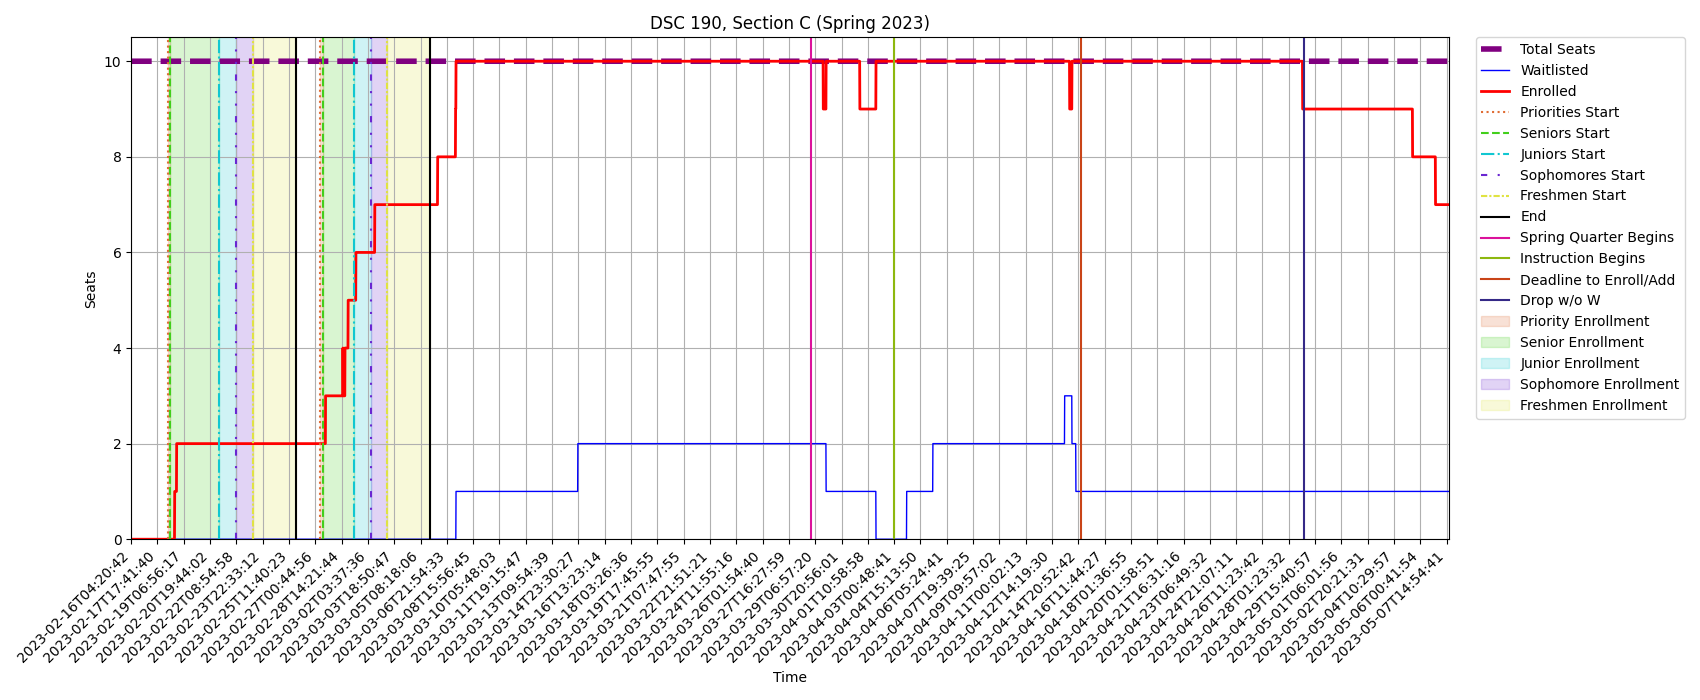 DSC 190, Section C (Spring 2023)
Seats
10
8
6
4
2
0
2023-02-16T04:20:42
2023-02-17T17:41:40
2023-02-19T06:56:17
2023-02-20T19:44:02
2023-02-22T08:54:58
2023-02-23T22:33:12
2023-02-25T11:40:23
2023-02-27T00:44:56
2023-02-28T14:21:44
2023-03-02T03:37:36
2023-03-03T18:50:47
2023-03-05T08:18:06
2023-03-06T21:54:33
2023-03-08T15:56:45
2023-03-10T05:48:03
2023-03-11T19:15:47
2023-03-13T09:54:39
2023-03-14T23:30:27
2023-03-16T13:23:14
2023-03-18T03:26:36
2023-03-19T17:45:55
2023-03-21T07:47:55
2023-03-22T21:51:21
2023-03-24T11:55:16
2023-03-26T01:54:40
2023-03-27T16:27:59
2023-03-29T06:57:20
2023-03-30T20:56:01
2023-04-01T10:58:58
2023-04-03T00:48:41
2023-04-04T15:13:50
2023-04-06T05:24:41
2023-04-07T19:39:25
2023-04-09T09:57:02
2023-04-11T00:02:13
2023-04-12T14:19:30
2023-04-14T20:52:42
2023-04-16T11:44:27
2023-04-18T01:36:55
2023-04-20T01:58:51
2023-04-21T16:31:16
2023-04-23T06:49:32
2023-04-24T21:07:11
2023-04-26T11:23:42
2023-04-28T01:23:32
2023-04-29T15:40:57
2023-05-01T06:01:56
2023-05-02T20:21:31
2023-05-04T10:29:57
2023-05-06T00:41:54
2023-05-07T14:54:41
Time
Total Seats
Waitlisted
Enrolled
Priorities Start
Seniors Start
Juniors Start
Sophomores Start
Freshmen Start
End
Spring Quarter Begins
Instruction Begins
Deadline to Enroll/Add
Drop w/o W
Priority Enrollment
Senior Enrollment
Junior Enrollment
Sophomore Enrollment
Freshmen Enrollment